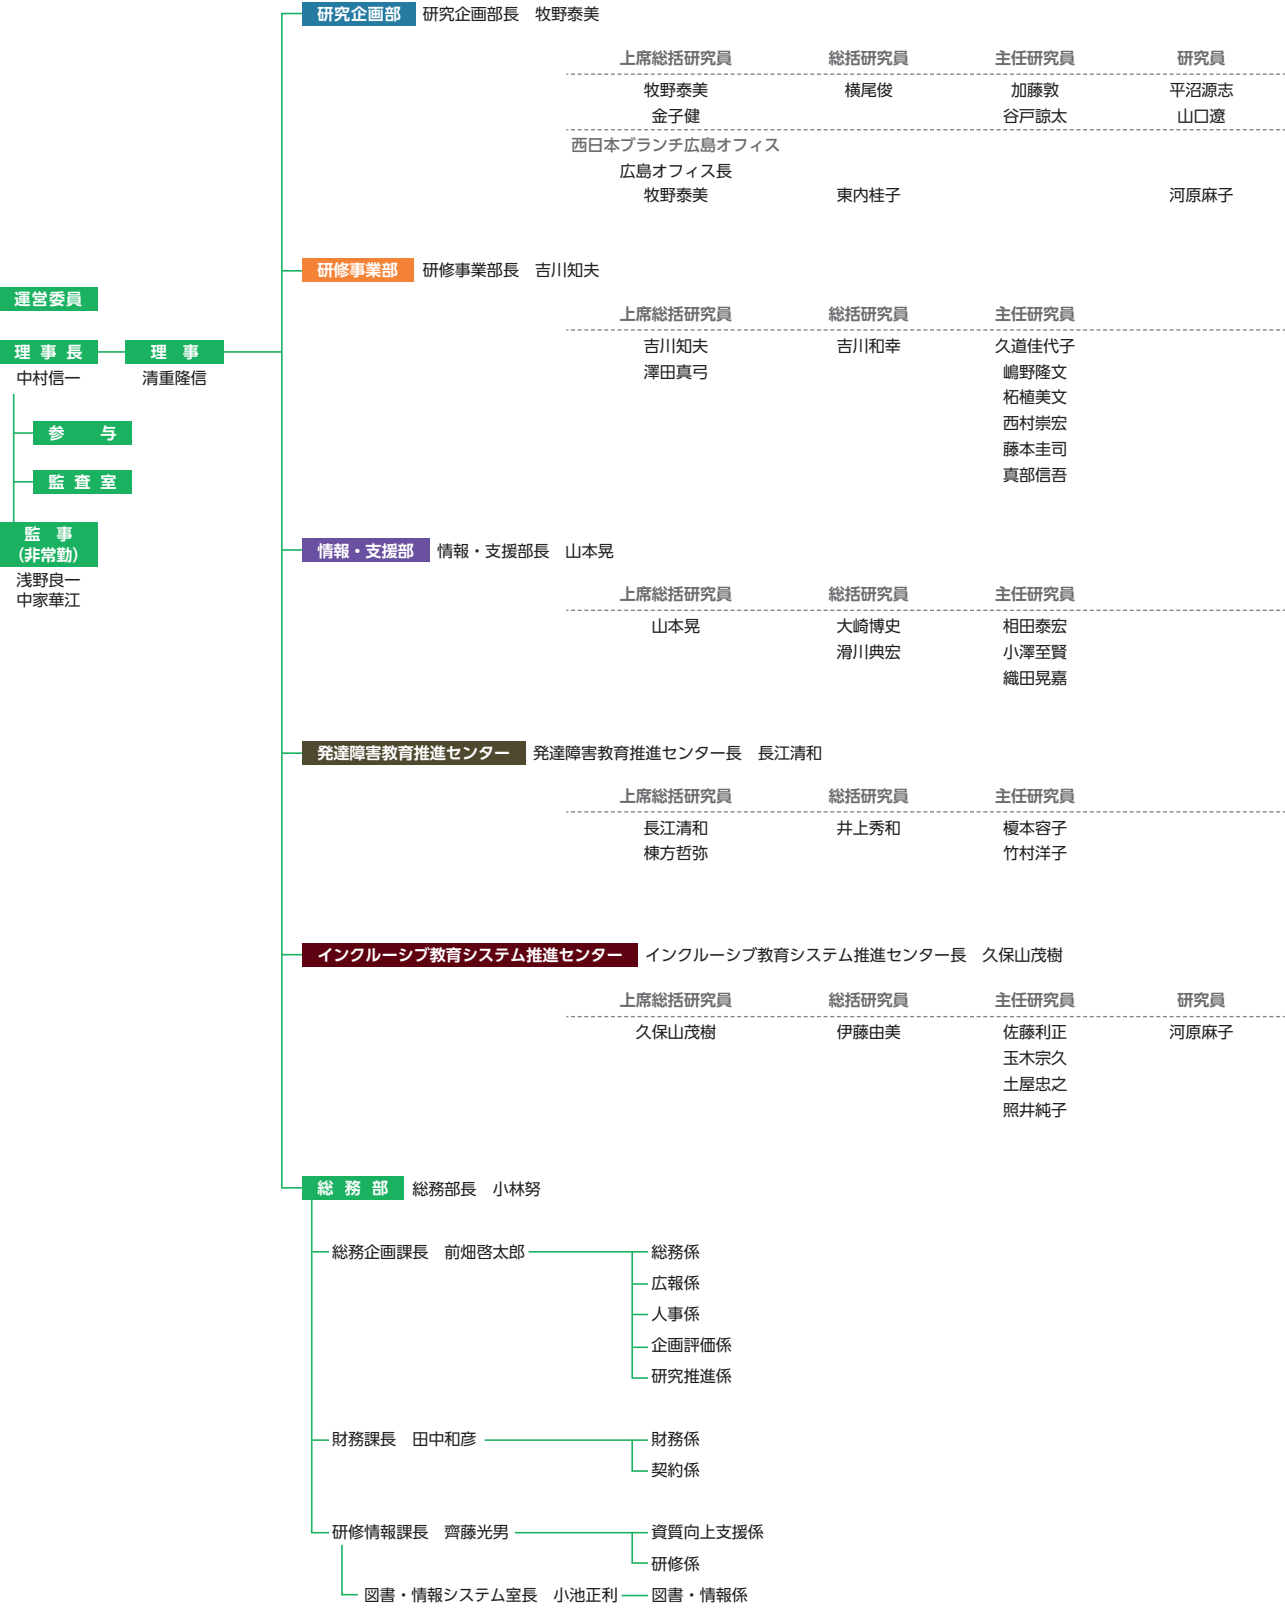 研究企画部 研究企画部長 牧野泰美
上席総括研究員 総括研究員 主任研究員 研究員
牧野泰美 横尾俊 加藤敦 平沼源志
金子健 谷戸諒太 山口遼
西日本ブランチ広島オフィス
広島オフィス長
牧野泰美 東内桂子 河原麻子
研修事業部 研修事業部長 吉川知夫
上席総括研究員 総括研究員 主任研究員
吉川知夫 吉川和幸 久道佳代子
澤田真弓 嶋野隆文
柘植美文
西村崇宏
藤本圭司
真部信吾
運営委員
理事長 理事
中村信一 清重隆信
参与
監査室
監事
(非常勤)
浅野良一
中家華江
情報・支援部 情報・支援部長 山本晃
上席総括研究員 総括研究員 主任研究員
山本晃 大崎博史 相田泰宏
滑川典宏 小澤至賢
織田晃嘉
発達障害教育推進センター 発達障害教育推進センター長 長江清和
上席総括研究員 総括研究員 主任研究員
長江清和 井上秀和 榎本容子
棟方哲弥 竹村洋子
インクルーシブ教育システム推進センター インクルーシブ教育システム推進センター長 久保山茂樹
上席総括研究員 総括研究員 主任研究員 研究員
久保山茂樹 伊藤由美 佐藤利正 河原麻子
玉木宗久
土屋忠之
照井純子
総務部 総務部長 小林努
総務企画課長 前畑啓太郎 総務係
広報係
人事係
企画評価係
研究推進係
財務課長 田中和彦 財務係
契約係
研修情報課長 齊藤光男 資質向上支援係
研修係
図書・情報システム室長 小池正利 図書・情報係